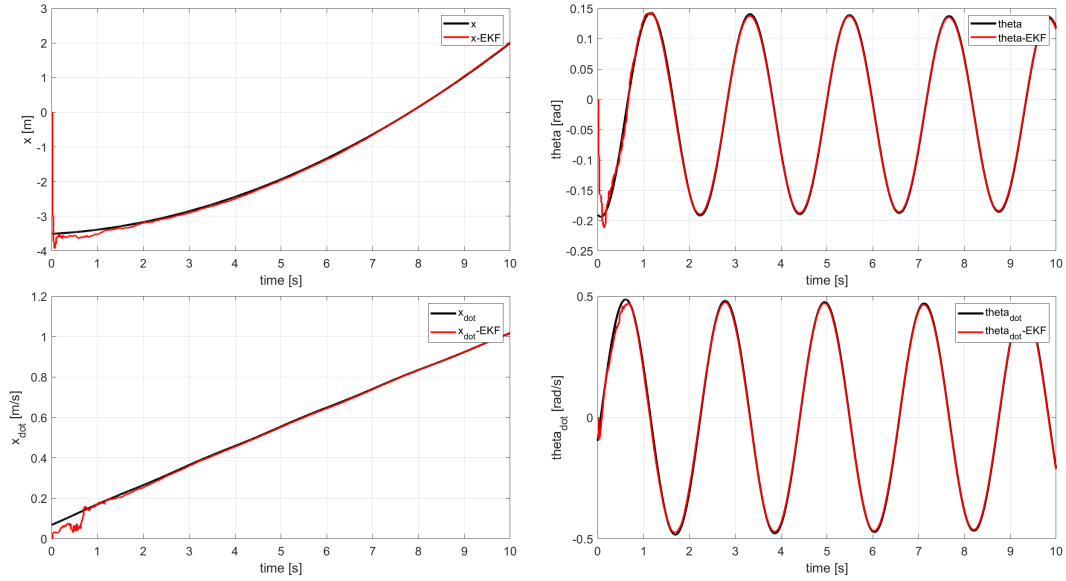 3
2
1
0
-1
-2
-3
-4
x [m]
x
x-EKF
0 1 2 3 4 5 6 7 8 9 10
time [s]
0.15
0.1
0.05
0
-0.05
-0.1
-0.15
-0.2
-0.25
theta [rad]
theta
theta-EKF
0 1 2 3 4 5 6 7 8 9 10
time [s]
1.2
1
0.8
0.6
0.4
0.2
0
x_dot [m/s]
x_dot
x_dot-EKF
0 1 2 3 4 5 6 7 8 9 10
time [s]
0.5
0
-0.5
theta_dot [rad/s]
theta_dot
theta_dot-EKF
0 1 2 3 4 5 6 7 8 9 10
time [s]